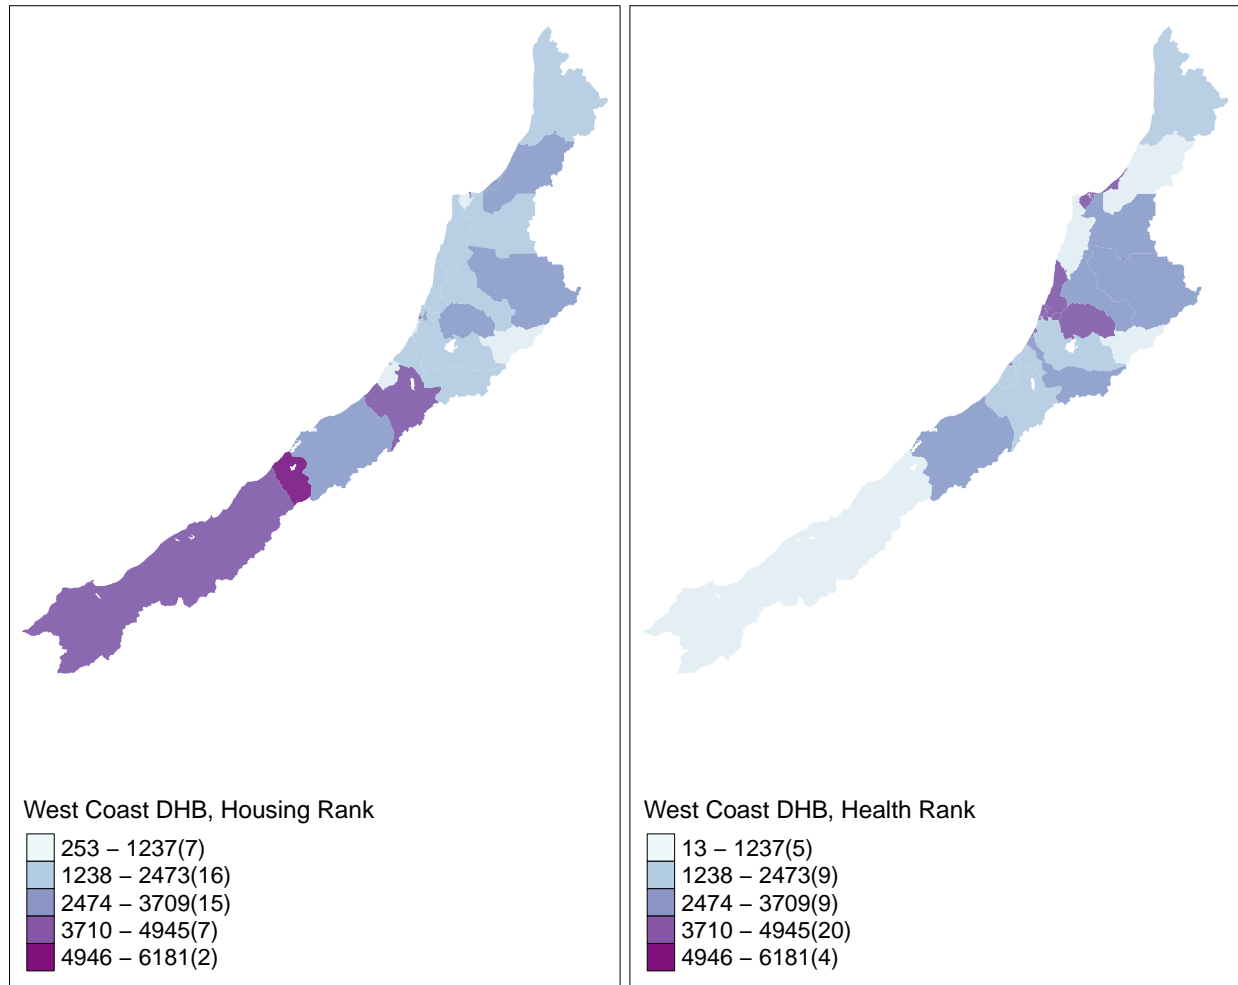 West Coast DHB, Housing Rank
253 − 1237(7)
1238 − 2473(16)
2474 − 3709(15)
3710 − 4945(7)
4946 − 6181(2)
West Coast DHB, Health Rank
13 − 1237(5)
1238 − 2473(9)
2474 − 3709(9)
3710 − 4945(20)
4946 − 6181(4)